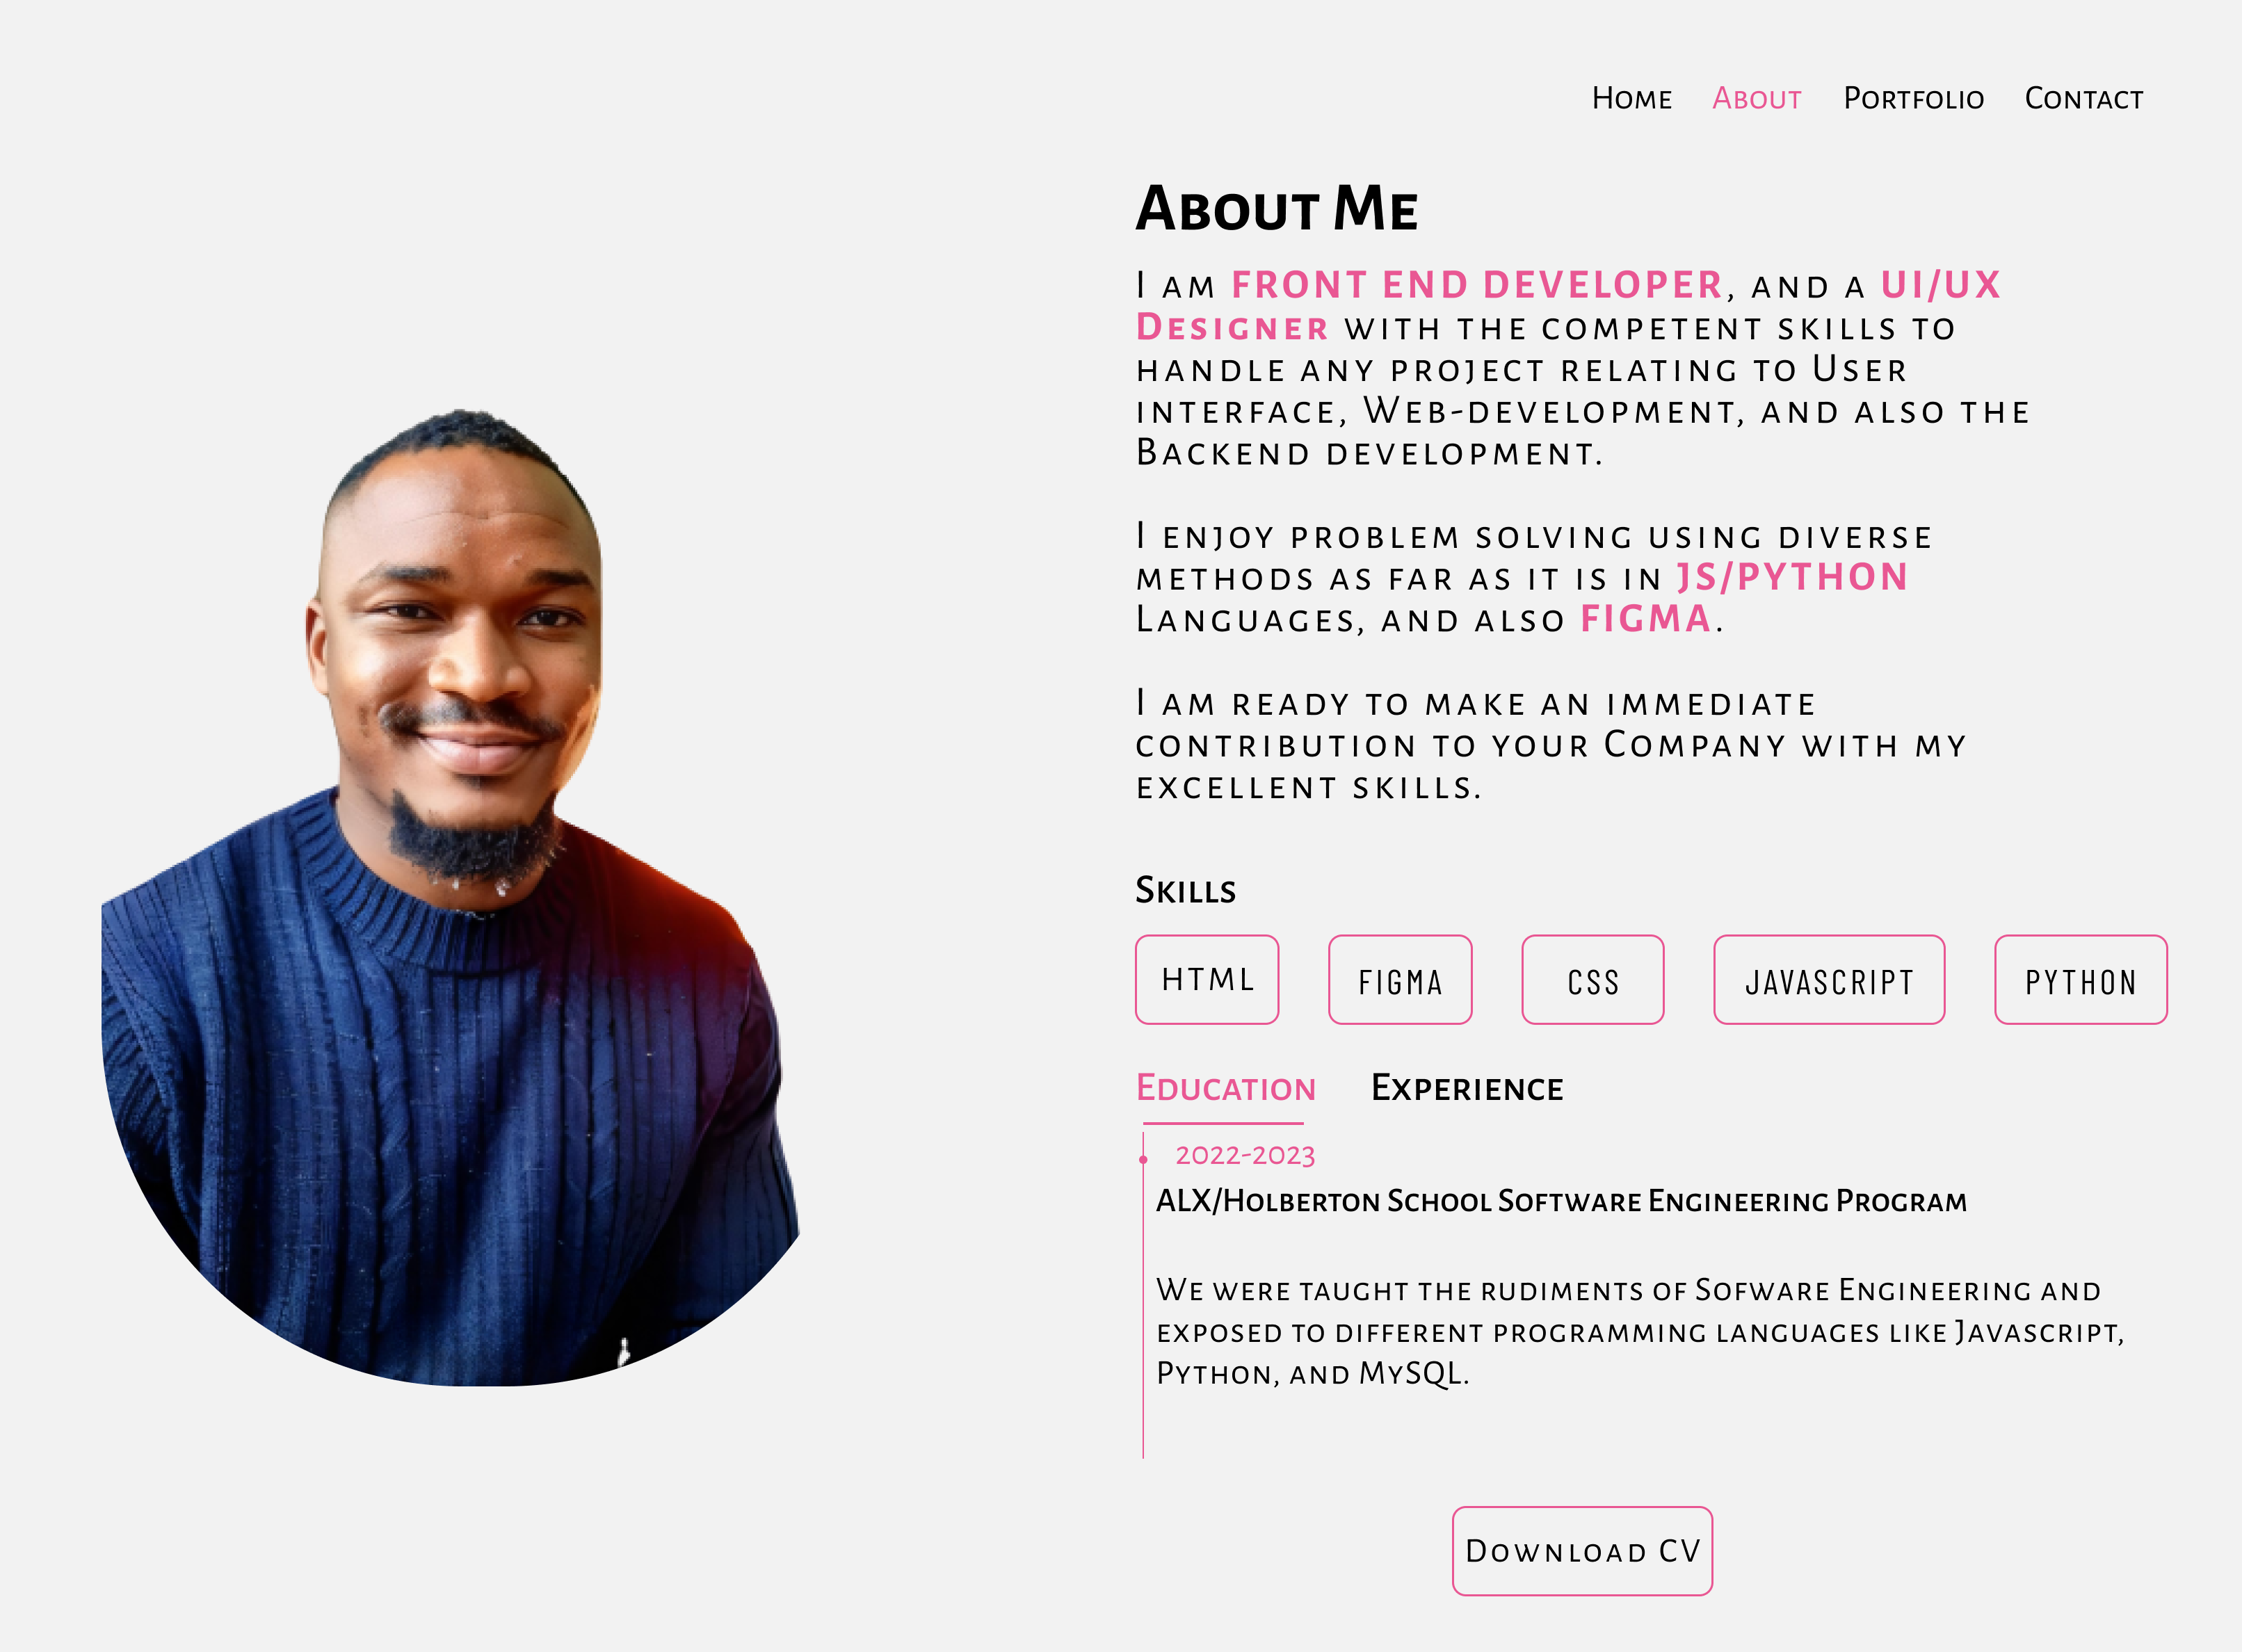 Home About Portfolio Contact
About Me
I am FRONT END DEVELOPER, and a UI/UX
Designer with the competent skills to
handle any project relating to User
interface, Web-development, and also the
Backend development.
I enjoy problem solving using diverse
methods as far as it is in JS/PYTHON
Languages, and also FIGMA.
I am ready to make an immediate
contribution to your Company with my
excellent skills.
Skills
HTML FIGMA CSS JAVASCRIPT PYTHON
Education Experience
2022-2023
ALX/Holberton School Software Engineering Program
We were taught the rudiments of Sofware Engineering and
exposed to different programming languages like Javascript,
Python, and MySQL.
Download CV